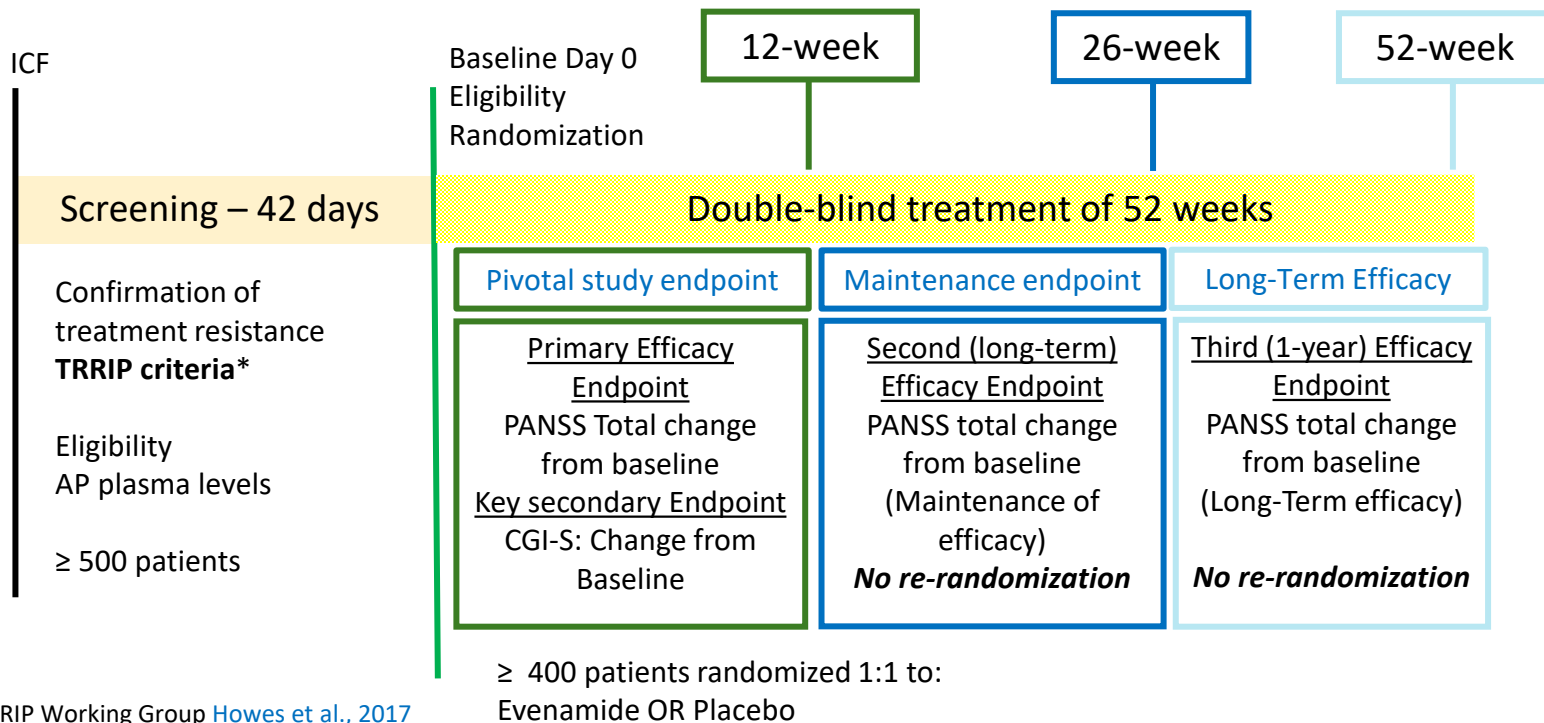 ICF
Baseline Day 0
Eligibility
Randomization
12-week
26-week
52-week
Screening – 42 days
Double-blind treatment of 52 weeks
Confirmation of
treatment resistance
TRRIP criteria*
Eligibility
AP plasma levels
≥ 500 patients
Pivotal study endpoint
Primary Efficacy
Endpoint
PANSS Total change
from baseline
Key secondary Endpoint
CGI-S: Change from
Baseline
Maintenance endpoint
Second (long-term)
Efficacy Endpoint
PANSS total change
from baseline
(Maintenance of
efficacy)
No re-randomization
Long-Term Efficacy
Third (1-year) Efficacy
Endpoint
PANSS total change
from baseline
(Long-Term efficacy)
No re-randomization
≥ 400 patients randomized 1:1 to:
Evenamide OR Placebo
RIP Working Group Howes et al., 2017